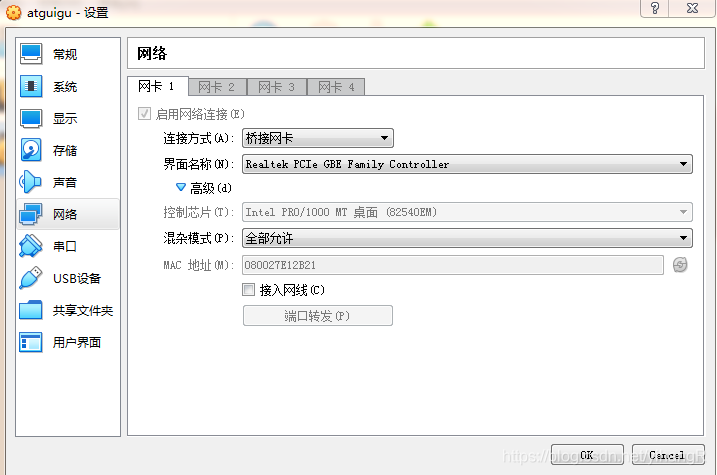 atguigu - 设置
常规
系统
显示
存储
声音
网络
串口
USB设备
共享文件夹
用户界面
网络
网卡 1 网卡 2 网卡 3 网卡 4
启用网络连接(E)
连接方式(A): 桥接网卡
界面名称(N): Realtek PCIe GBE Family Controller
高级(d)
控制芯片(T): Intel PRO/1000 MT 桌面 (82540EM)
混杂模式(P): 全部允许
MAC 地址(M): 080027E12B21
接入网线(C)
端口转发(P)
OK Cancel